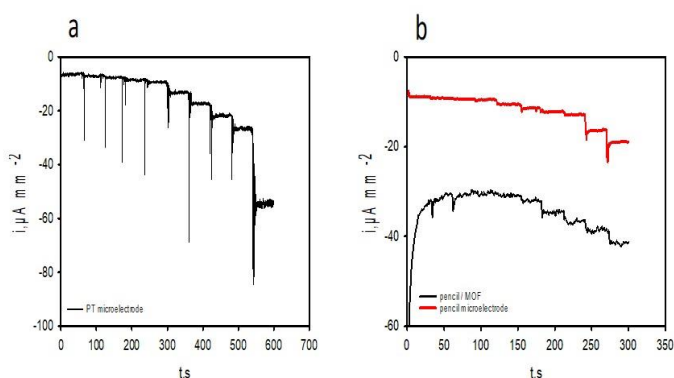 a
b
0
-20
-40
-60
-80
-100
i,µA mm -2
PT microelectrode
0 100 200 300 400 500 600 700
t.s
0
-20
-40
-60
i,µA mm -2
pencil / MOF
pencil microelectrode
0 50 100 150 200 250 300 350
t.s